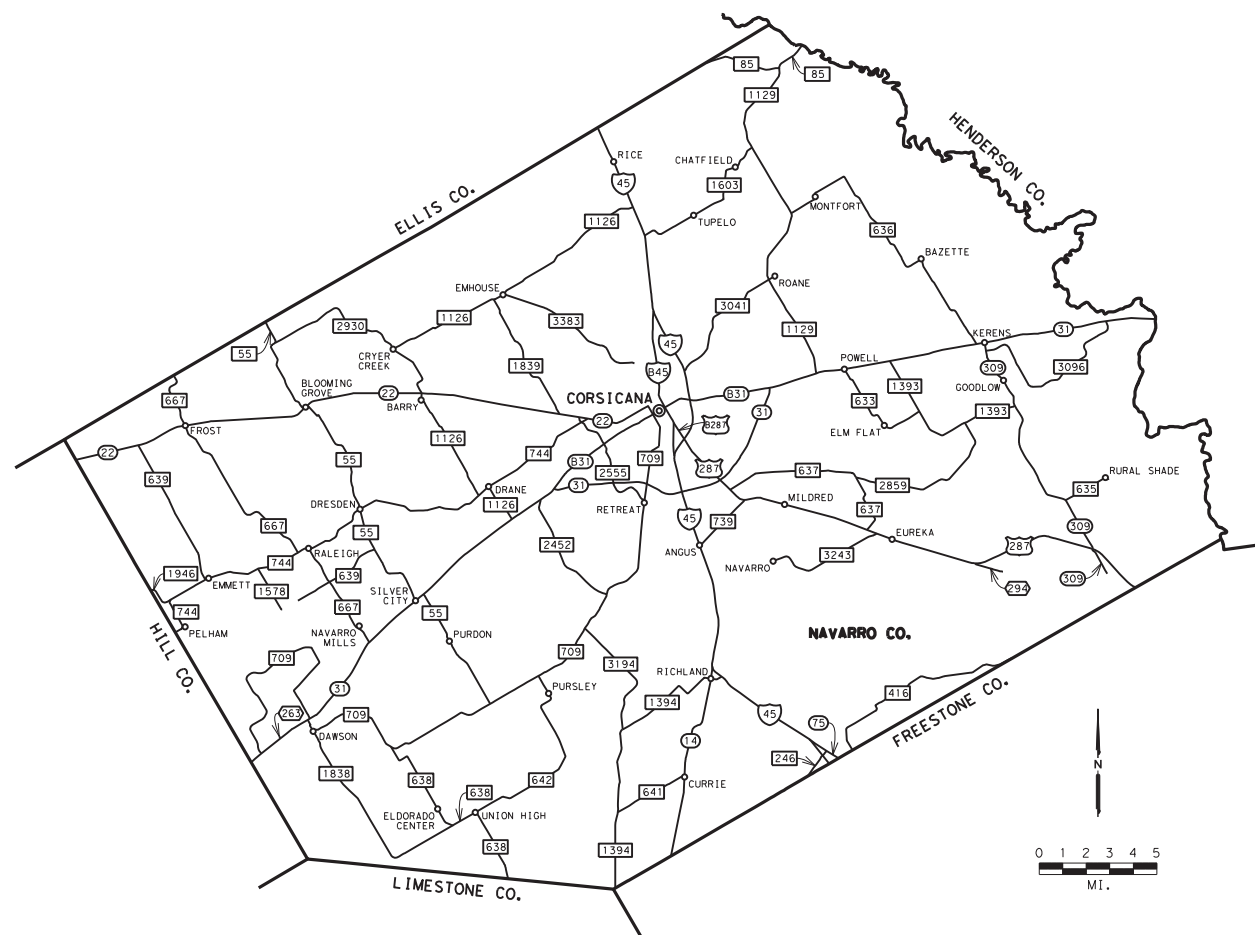 85
85
1129
HENDERSON CO.
RICE
CHATFIELD
45
1603
ELLIS CO.
MONTFORT
1126
TUPELO
636
BAZETTE
EMHOUSE
ROANE
3041
1126
3383
2930
1129
KERENS
31
55
CRYER
CREEK
45
1839
B45
POWELL
309
3096
GOODLOW
BLOOMING
GROVE
22
BARRY
CORSICANA
B31
1393
667
31
633
1393
22
B287
FROST
ELM FLAT
22
1126
744
B31
709
287
55
2555
637
RURAL SHADE
639
31
2859
635
DRANE
MILDRED
1126
DRESDEN
RETREAT
637
667
45
739
309
55
EUREKA
2452
ANGUS
287
RALEIGH
3243
744
NAVARRO
1946
639
309
EMMETT
1578
294
SILVER
CITY
667
744
55
PELHAM
NAVARRO
MILLS
PURDON
NAVARRO CO.
HILL CO.
709
709
3194
RICHLAND
31
PURSLEY
416
1394
FREESTONE CO.
263
709
45
75
DAWSON
14
N
246
1838
638
642
CURRIE
638
641
ELDORADO
CENTER
UNION HIGH
638
1394
0 1 2 3 4 5
MI.
LIMESTONE CO.